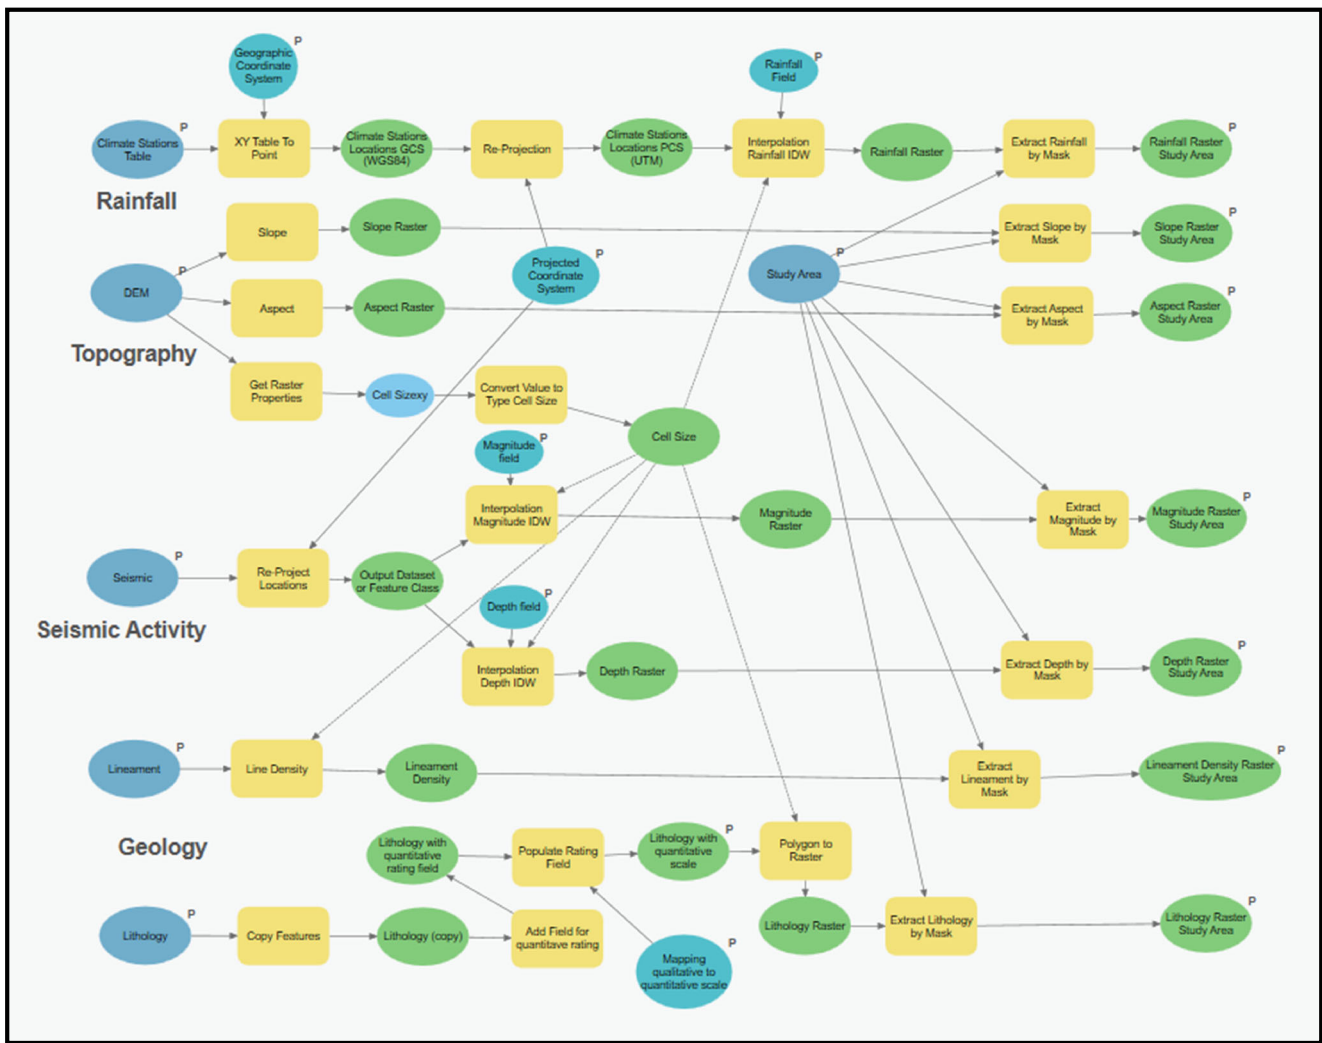 Geographic
Coordinate
System
P
Rainfall
Field
P
Climate Stations
Table
P
XY Table To
Point
Climate Stations
Locations GCS
(WGS84)
Re-Projection
Climate Stations
Locations PCS
(UTM)
Interpolation
Rainfall IDW
Rainfall Raster
Extract Rainfall
by Mask
Rainfall Raster
Study Area
P
Rainfall
Slope
Slope Raster
Extract Slope by
Mask
Slope Raster
Study Area
P
DEM
P
Projected
Coordinate
System
P
Study Area
P
Aspect
Aspect Raster
Extract Aspect
by Mask
Aspect Raster
Study Area
P
Topography
Get Raster
Properties
Cell Sizexy
Convert Value to
Type Cell Size
Cell Size
Magnitude
field
P
Interpolation
Magnitude IDW
Magnitude
Raster
Extract
Magnitude by
Mask
Magnitude Raster
Study Area
P
Seismic
P
Re-Project
Locations
Output Dataset
or Feature Class
Depth field
P
Seismic Activity
Interpolation
Depth IDW
Depth Raster
Extract Depth by
Mask
Depth Raster
Study Area
P
Lineament
P
Line Density
Lineament
Density
Extract
Lineament by
Mask
Lineament Density Raster
Study Area
P
Geology
Lithology with
quantitative
rating field
Populate Rating
Field
Lithology with
quantitative
scale
P
Polygon to
Raster
Lithology
P
Copy Features
Lithology (copy)
Add Field for
quantitave rating
Mapping
qualitative to
quantitative scale
P
Lithology Raster
Extract Lithology
by Mask
Lithology Raster
Study Area
P